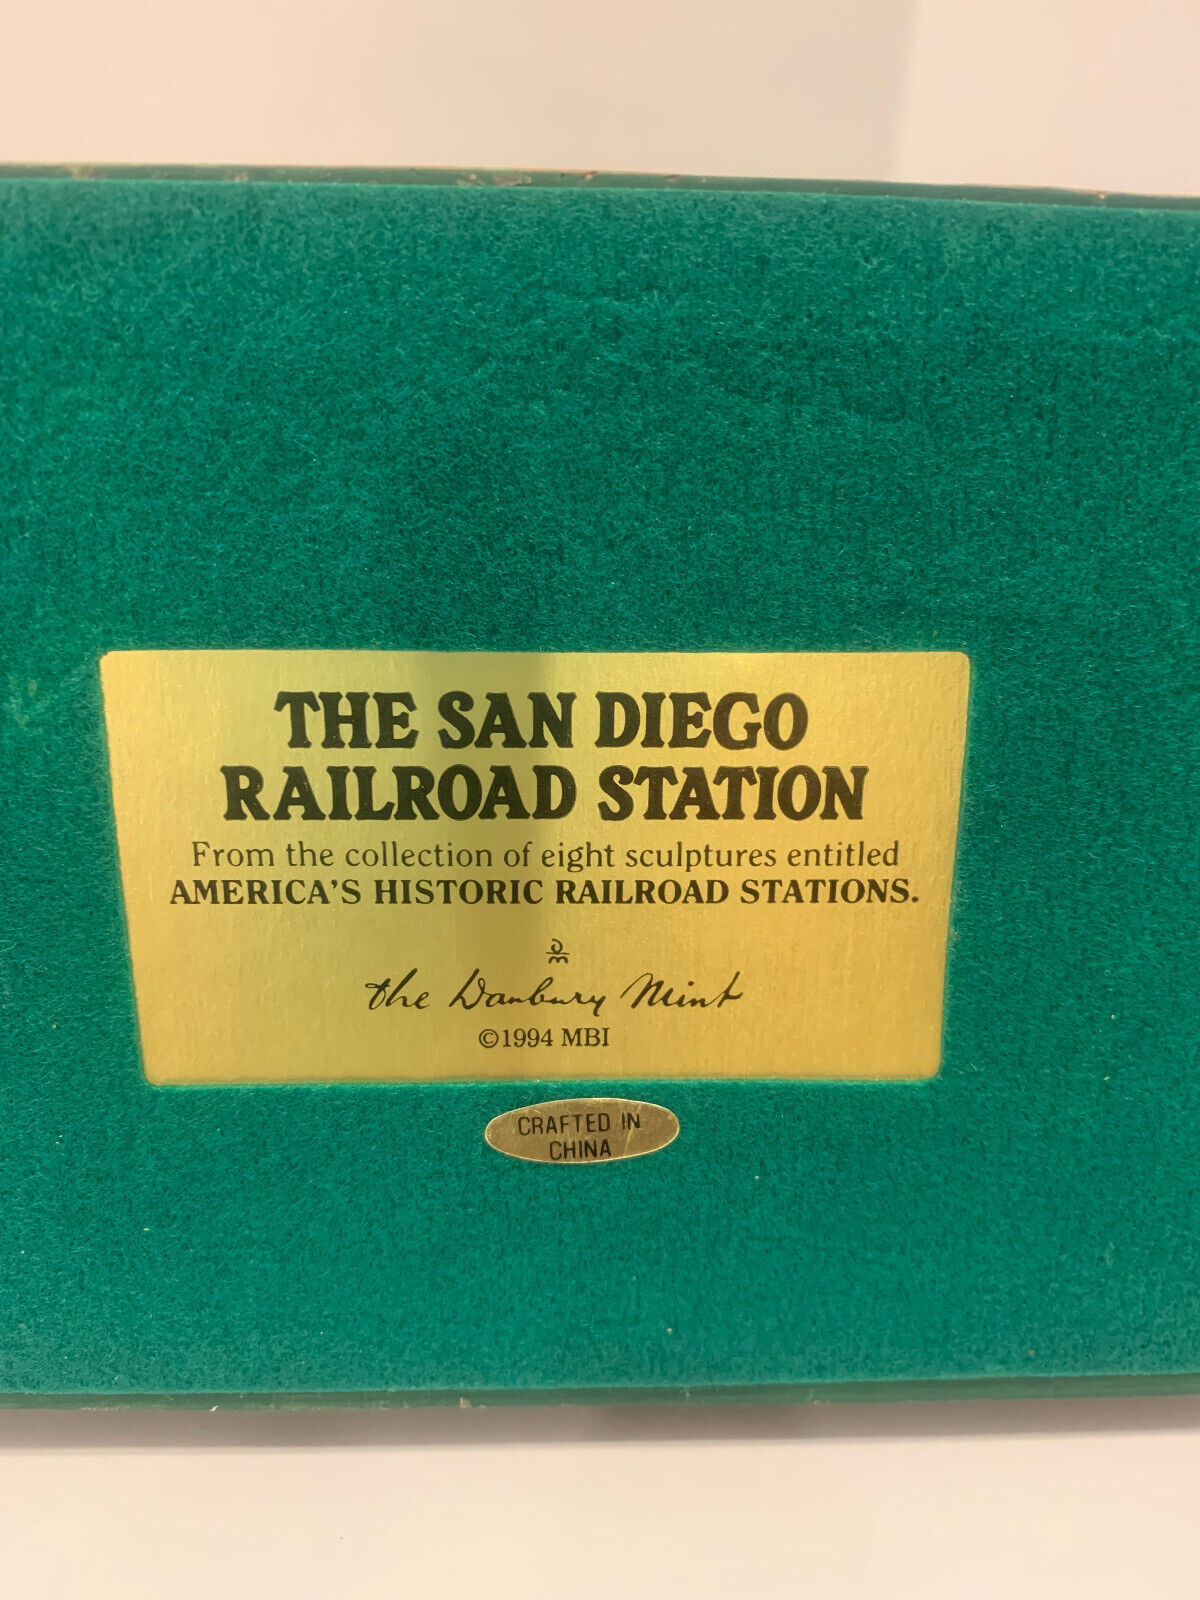 THE SAN DIEGO
RAILROAD STATION
From the collection of eight sculptures entitled
AMERICA'S HISTORIC RAILROAD STATIONS.
dm
the Danbury Mint
©1994 MBI
CRAFTED IN
CHINA